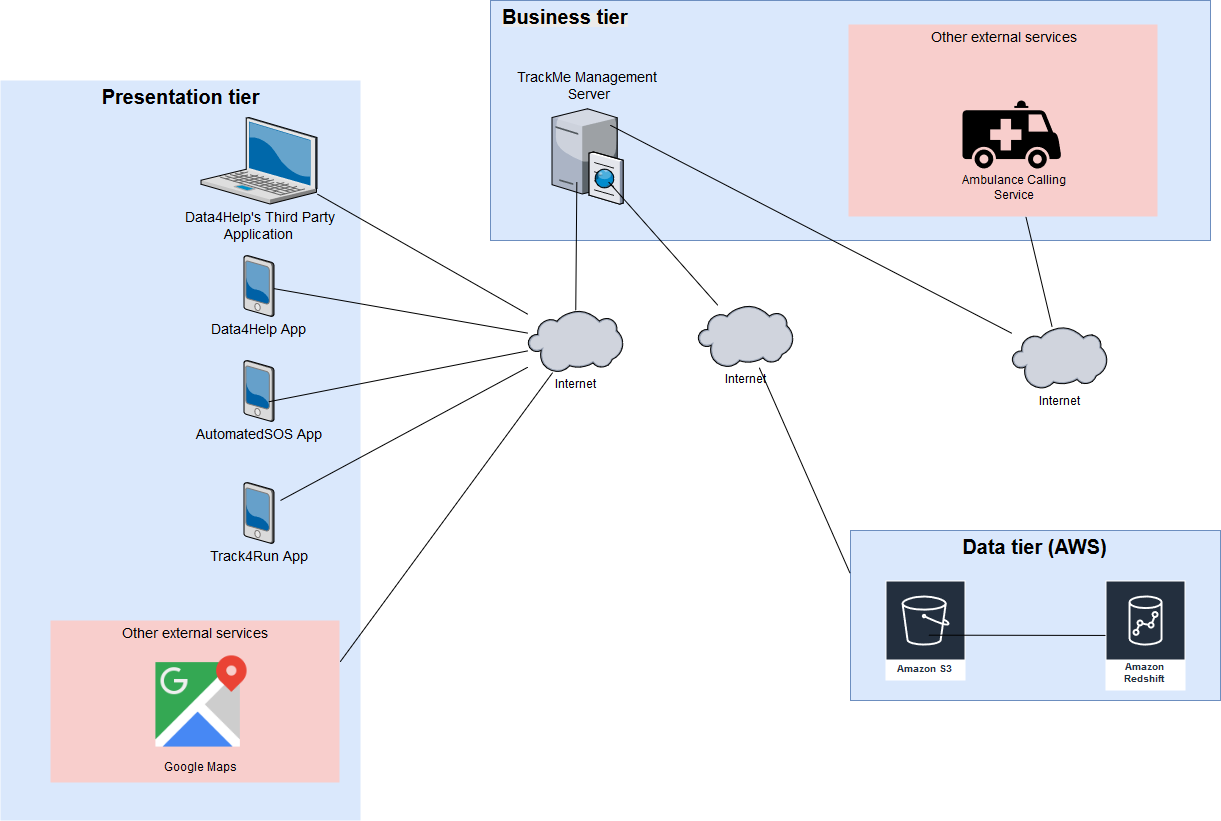 Business tier
Other external services
TrackMe Management
Server
Ambulance Calling
Service
Presentation tier
Data4Help's Third Party
Application
Data4Help App
AutomatedSOS App
Track4Run App
Other external services
G
Google Maps
Internet
Internet
Internet
Data tier (AWS)
Amazon S3
Amazon
Redshift